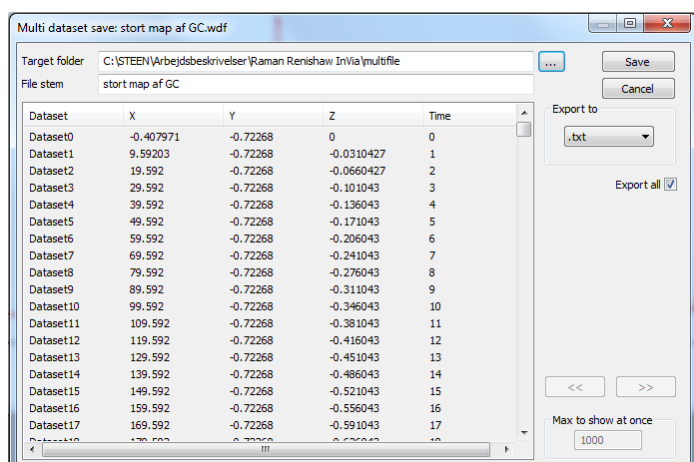 Multi dataset save: stort map af GC.wdf
Target folder C:\STEEN\Arbejdsbeskrivelser\Raman Renishaw InVia\multifile ... Save
File stem stort map af GC Cancel
Dataset X Y Z Time Export to
Dataset0 -0.407971 -0.72268 0 0 .txt
Dataset1 9.59203 -0.72268 -0.0310427 1
Dataset2 19.592 -0.72268 -0.0660427 2
Dataset3 29.592 -0.72268 -0.101043 3 Export all
Dataset4 39.592 -0.72268 -0.136043 4
Dataset5 49.592 -0.72268 -0.171043 5
Dataset6 59.592 -0.72268 -0.206043 6
Dataset7 69.592 -0.72268 -0.241043 7
Dataset8 79.592 -0.72268 -0.276043 8
Dataset9 89.592 -0.72268 -0.311043 9
Dataset10 99.592 -0.72268 -0.346043 10
Dataset11 109.592 -0.72268 -0.381043 11
Dataset12 119.592 -0.72268 -0.416043 12
Dataset13 129.592 -0.72268 -0.451043 13
Dataset14 139.592 -0.72268 -0.486043 14
Dataset15 149.592 -0.72268 -0.521043 15 << >>
Dataset16 159.592 -0.72268 -0.556043 16
Dataset17 169.592 -0.72268 -0.591043 17 Max to show at once
1000